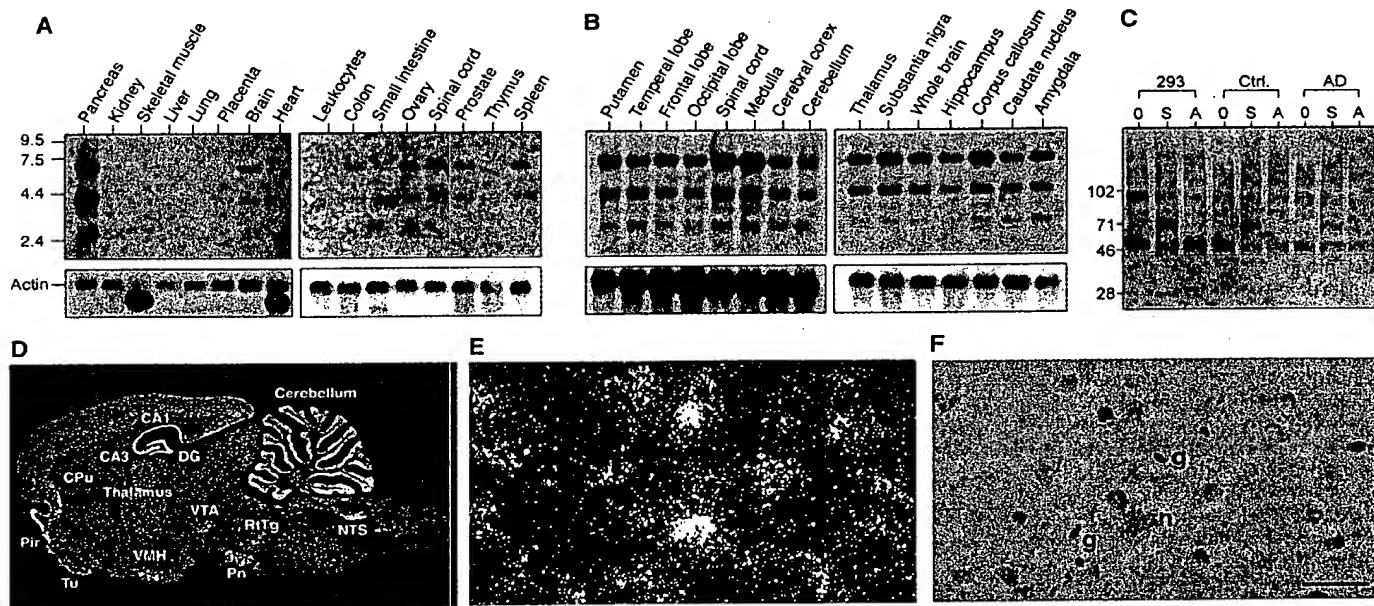 A
Pancreas
Kidney
Skeletal muscle
Liver
Lung
Placenta
Brain
Heart
Leukocytes
Colon
Small intestine
Ovary
Spinal cord
Prostate
Thymus
Spleen
9.5
7.5
4.4
2.4
Actin
B
Putamen
Temperal lobe
Frontal lobe
Occipital lobe
Spinal cord
Medulla
Cerebral corex
Cerebellum
Thalamus
Substantia nigra
Whole brain
Hippocampus
Corpus callosum
Caudate nucleus
Amygdala
C
293 Ctrl. AD
0 S A 0 S A 0 S A
102
71
46
28
D
Cerebellum
CA1
CA3
DG
CPu
Thalamus
VTA
RtTg
NTS
Pir
VMH
Pn
Tu
E
F
g
n
g